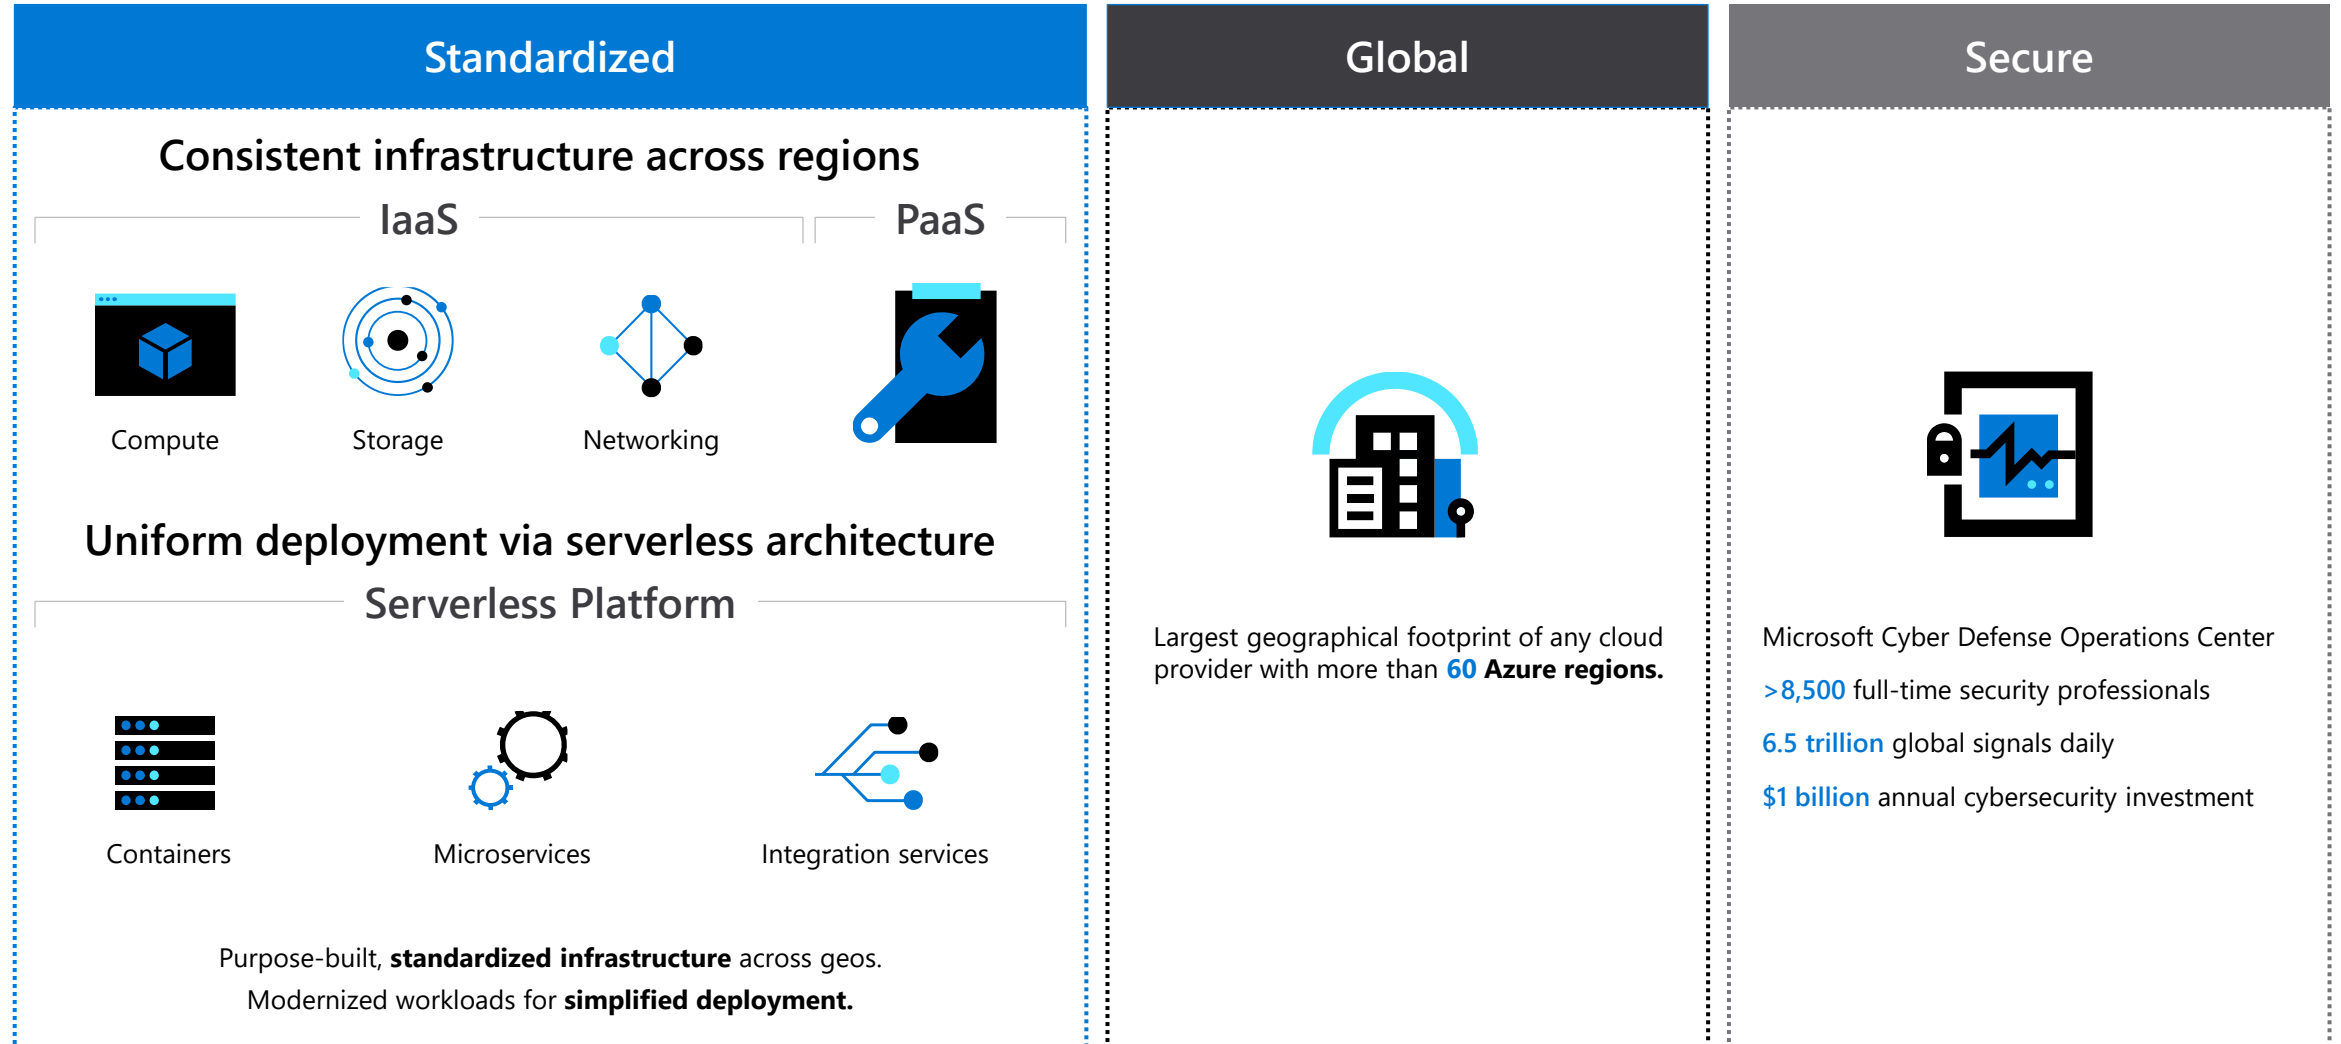 Standardized
Consistent infrastructure across regions
IaaS
PaaS
Compute
Storage
Networking
Uniform deployment via serverless architecture
Serverless Platform
Containers
Microservices
Integration services
Purpose-built, standardized infrastructure across geos.
Modernized workloads for simplified deployment.
Global
Largest geographical footprint of any cloud
provider with more than 60 Azure regions.
Secure
Microsoft Cyber Defense Operations Center
>8,500 full-time security professionals
6.5 trillion global signals daily
$1 billion annual cybersecurity investment